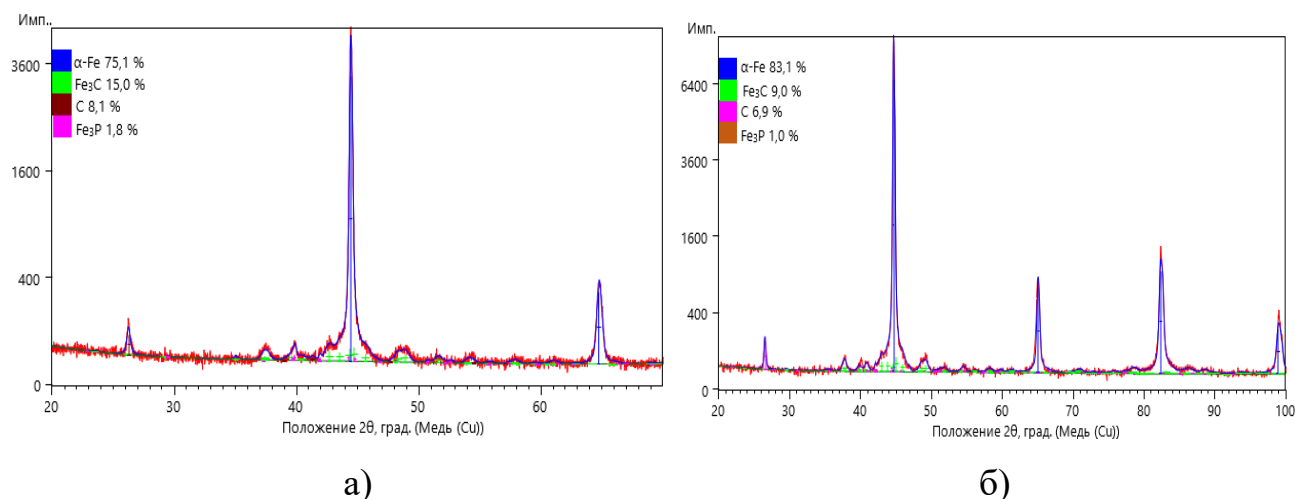 Имп..
3600
1600
400
0
α-Fe 75,1 %
Fe₃C 15,0 %
C 8,1 %
Fe₃P 1,8 %
20 30 40 50 60
Положение 2θ, град. (Медь (Cu))
а)
Имп.
6400
3600
1600
400
0
α-Fe 83,1 %
Fe₃C 9,0 %
C 6,9 %
Fe₃P 1,0 %
20 30 40 50 60 70 80 90 100
Положение 2θ, град. (Медь (Cu))
б)